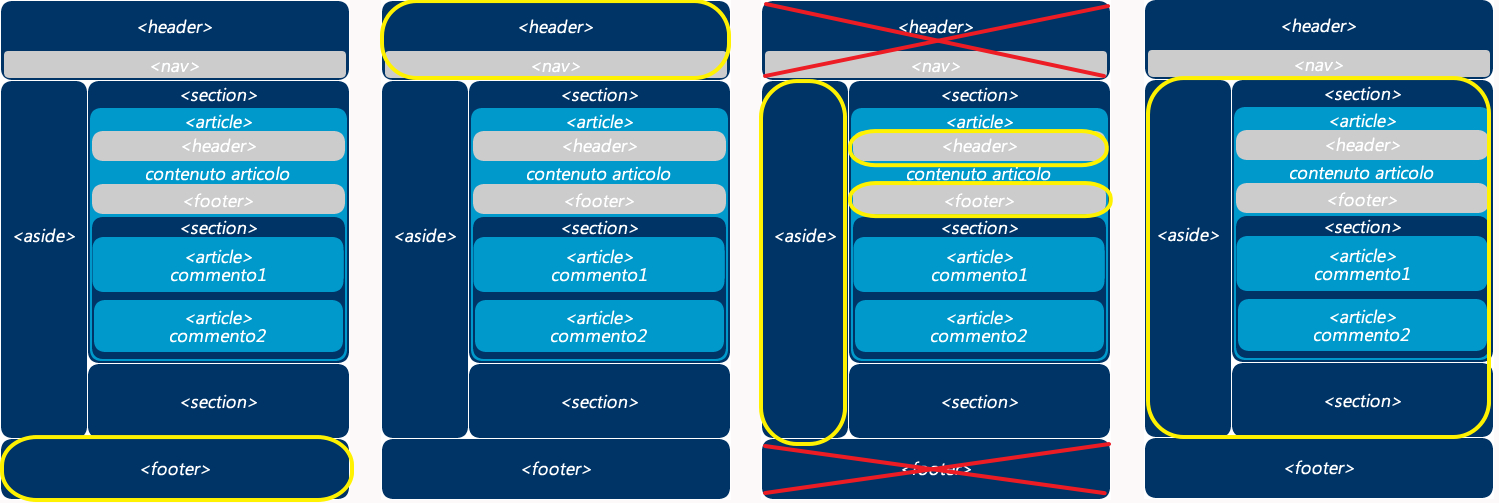 <header>
<nav>
<section>
<article>
<header>
contenuto articolo
<footer>
<aside>
<section>
<article>
commento1
<article>
commento2
<section>
<footer>
<header>
<nav>
<section>
<article>
<header>
contenuto articolo
<footer>
<aside>
<section>
<article>
commento1
<article>
commento2
<section>
<footer>
<header>
<nav>
<section>
<article>
<header>
contenuto articolo
<footer>
<aside>
<section>
<article>
commento1
<article>
commento2
<section>
<footer>
<header>
<nav>
<section>
<article>
<header>
contenuto articolo
<footer>
<aside>
<section>
<article>
commento1
<article>
commento2
<section>
<footer>